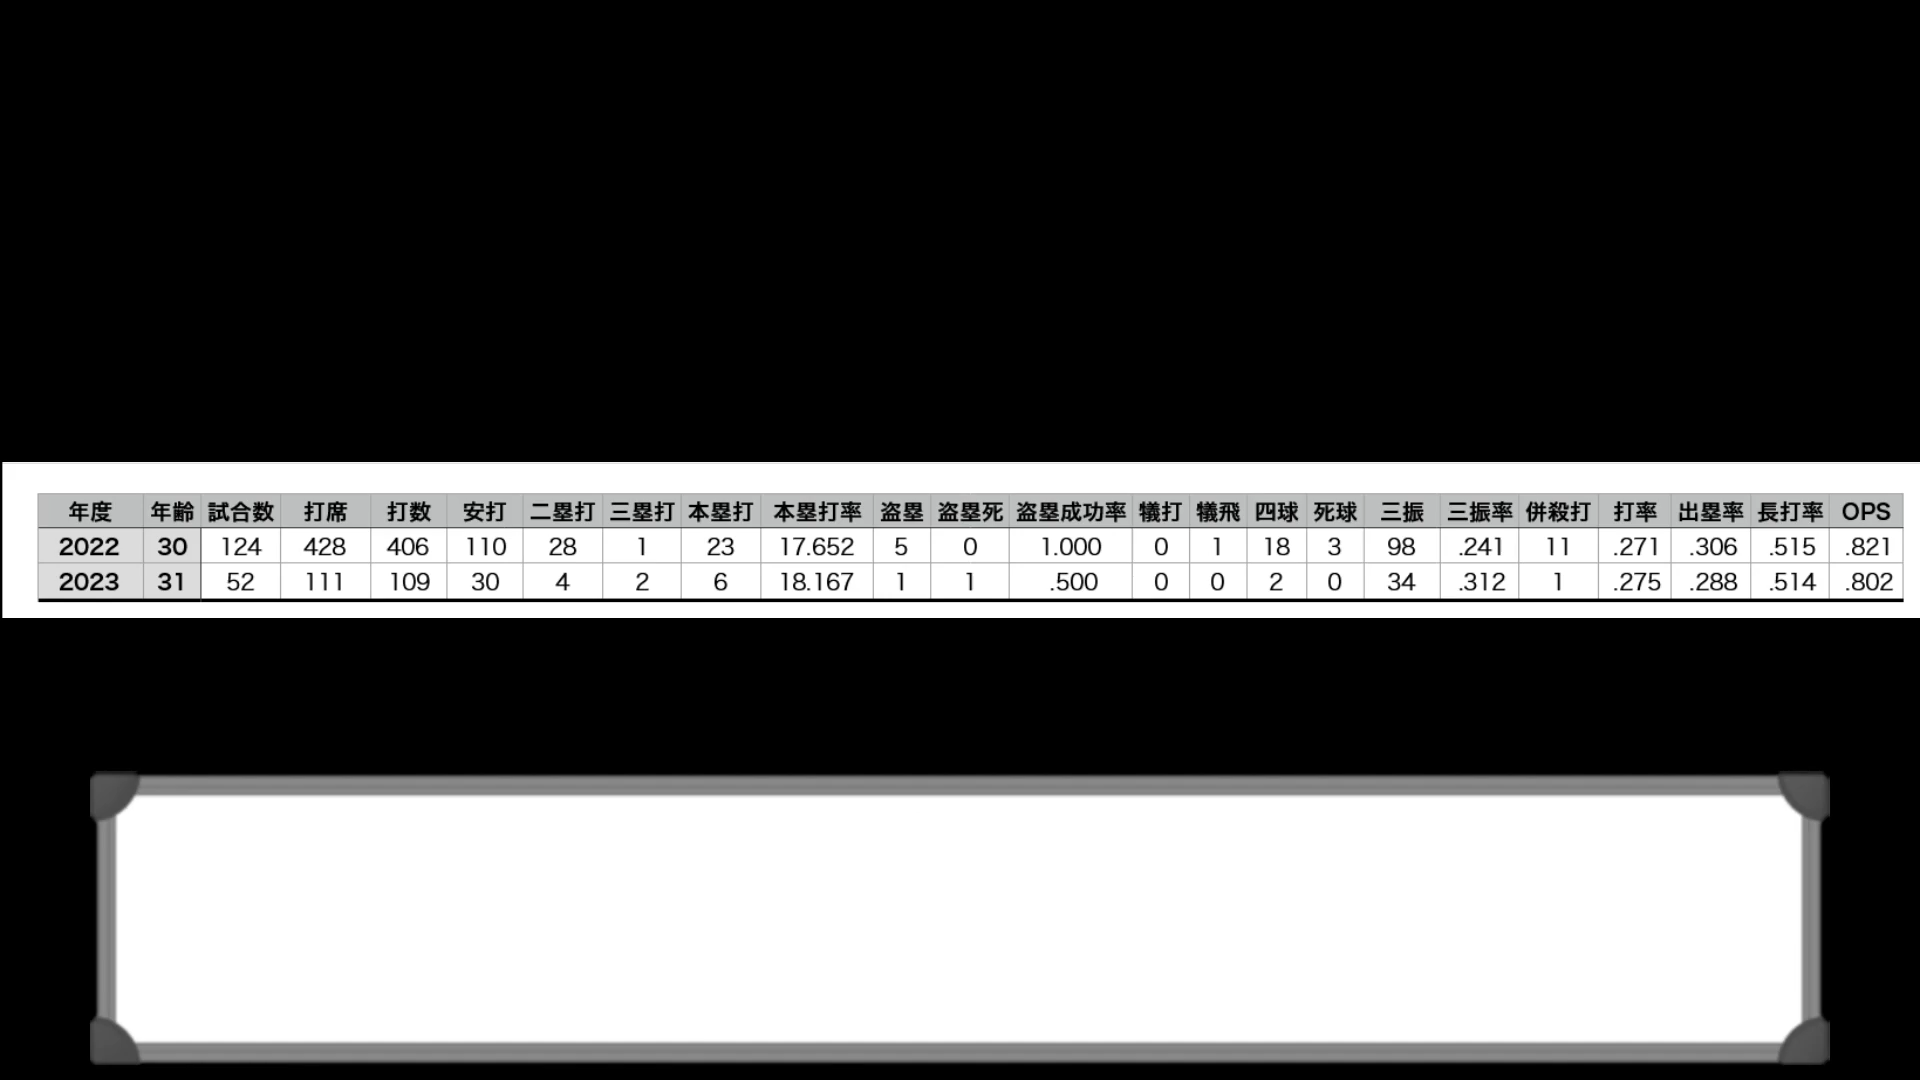 年度 年齢 試合数 打席 打数 安打 二塁打 三塁打 本塁打 本塁打率 盗塁 盗塁死 盗塁成功率 犠打 犠飛 四球 死球 三振 三振率 併殺打 打率 出塁率 長打率 OPS
2022 30 124 428 406 110 28 1 23 17.652 5 0 1.000 0 1 18 3 98 .241 11 .271 .306 .515 .821
2023 31 52 111 109 30 4 2 6 18.167 1 1 .500 0 0 2 0 34 .312 1 .275 .288 .514 .802